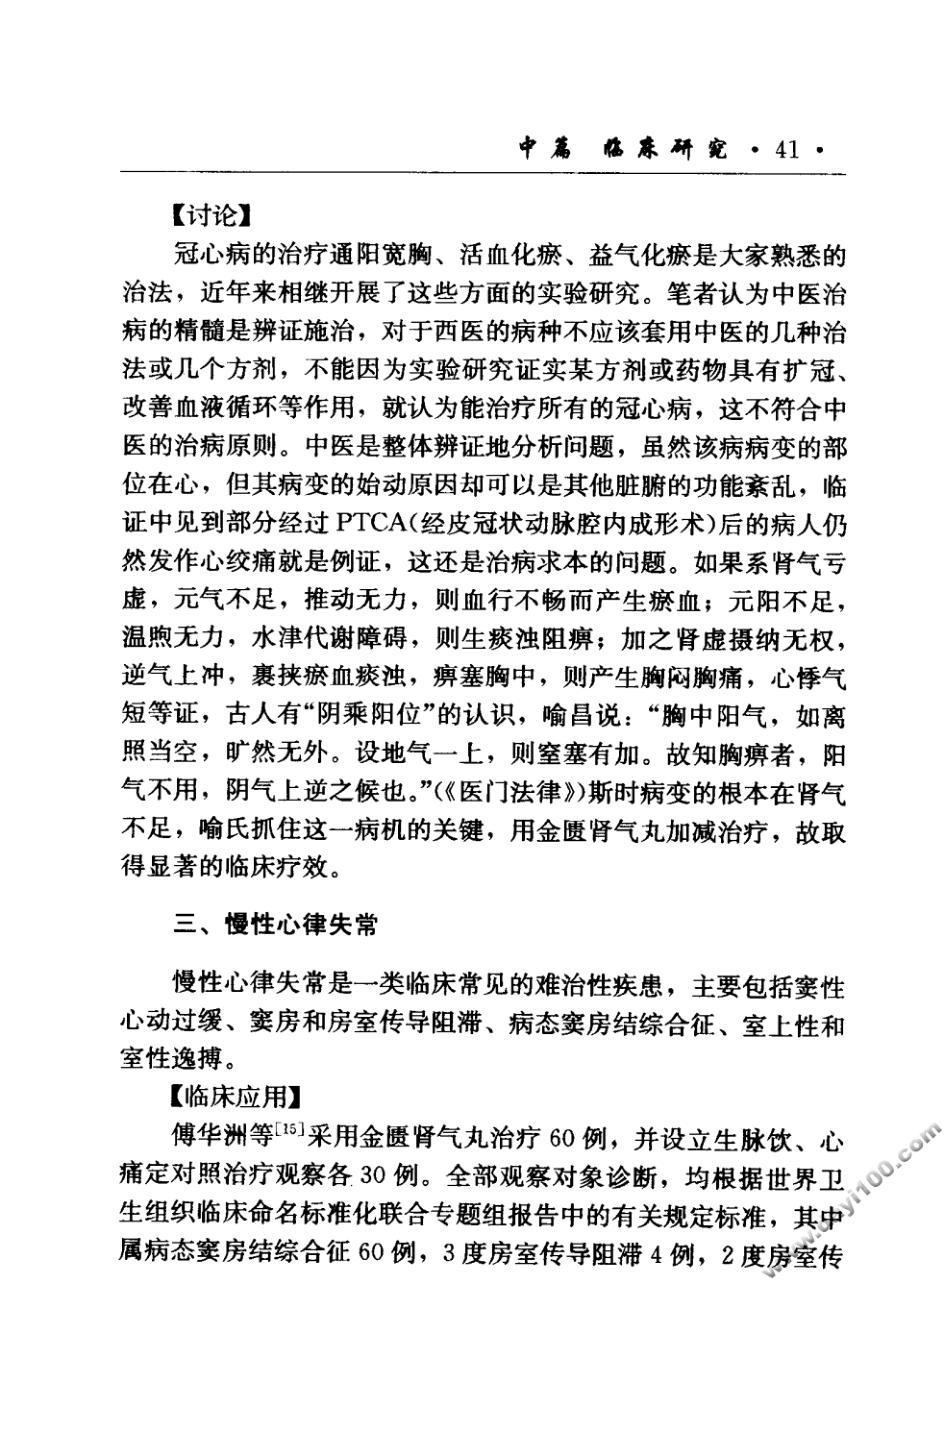 中篇 临床研究 · 41 ·
【讨论】
冠心病的治疗通阳宽胸、活血化瘀、益气化瘀是大家熟悉的
治法，近年来相继开展了这些方面的实验研究。笔者认为中医治
病的精髓是辨证施治，对于西医的病种不应该套用中医的几种治
法或几个方剂，不能因为实验研究证实某方剂或药物具有扩冠、
改善血液循环等作用，就认为能治疗所有的冠心病，这不符合中
医的治病原则。中医是整体辨证地分析问题，虽然该病病变的部
位在心，但其病变的始动原因却可以是其他脏腑的功能紊乱，临
证中见到部分经过 PTCA(经皮冠状动脉腔内成形术)后的病人仍
然发作心绞痛就是例证，这还是治病求本的问题。如果系肾气亏
虚，元气不足，推动无力，则血行不畅而产生瘀血；元阳不足，
温煦无力，水津代谢障碍，则生痰浊阻痹；加之肾虚摄纳无权，
逆气上冲，裹挟瘀血痰浊，痹塞胸中，则产生胸闷胸痛，心悸气
短等证，古人有“阴乘阳位”的认识，喻昌说：“胸中阳气，如离
照当空，旷然无外。设地气一上，则窒塞有加。故知胸痹者，阳
气不用，阴气上逆之候也。”(《医门法律》)斯时病变的根本在肾气
不足，喻氏抓住这一病机的关键，用金匮肾气丸加减治疗，故取
得显著的临床疗效。
三、慢性心律失常
慢性心律失常是一类临床常见的难治性疾患，主要包括窦性
心动过缓、窦房和房室传导阻滞、病态窦房结综合征、室上性和
室性逸搏。
【临床应用】
傅华洲等[15]采用金匮肾气丸治疗 60 例，并设立生脉饮、心
痛定对照治疗观察各 30 例。全部观察对象诊断，均根据世界卫
生组织临床命名标准化联合专题组报告中的有关规定标准，其中
属病态窦房结综合征 60 例，3 度房室传导阻滞 4 例，2 度房室传